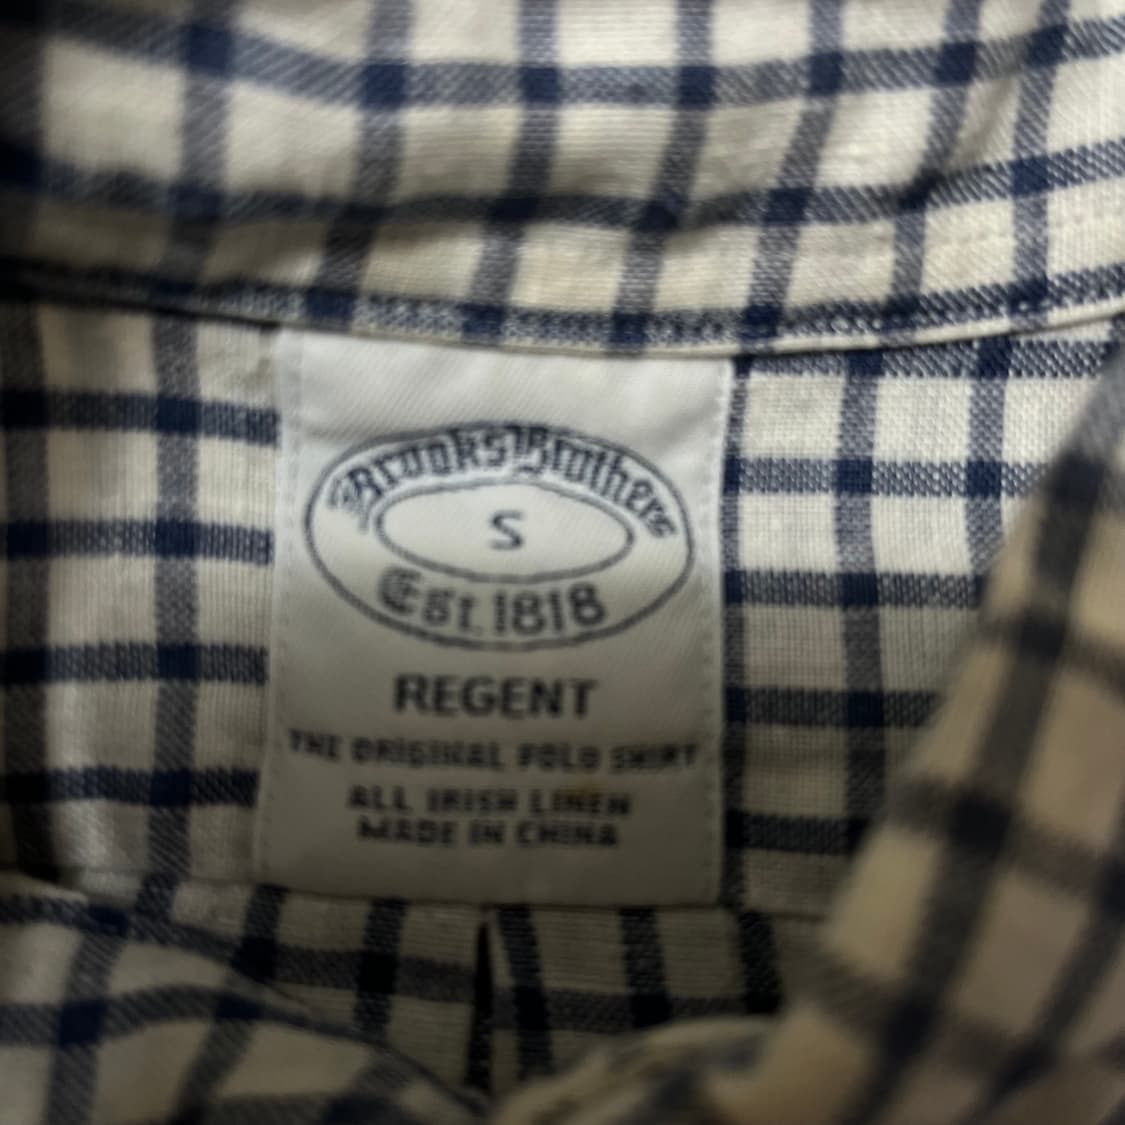 Brooks Brothers
S
Est. 1818
REGENT
THE ORIGINAL POLO SHIRT
ALL IRISH LINEN
MADE IN CHINA